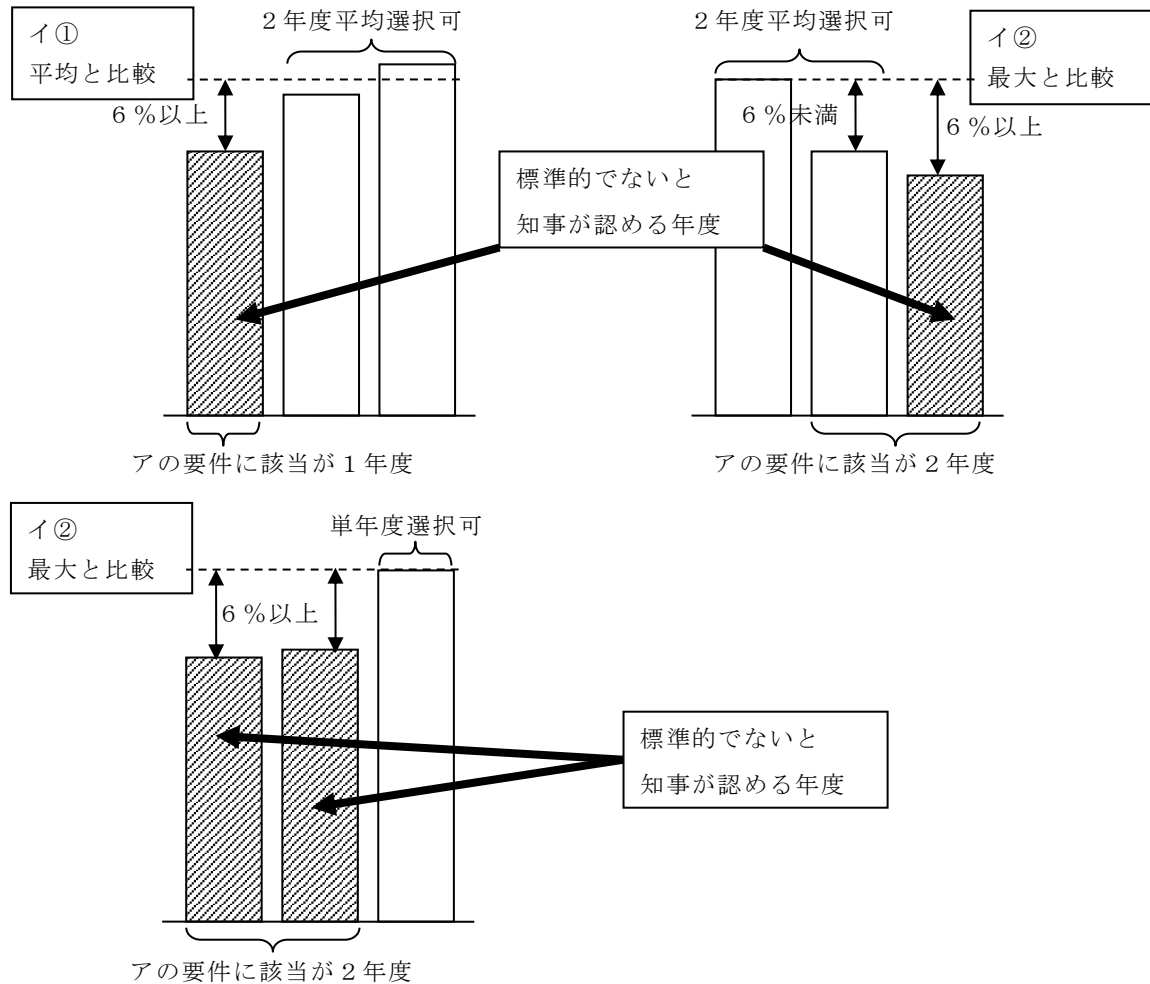 イ①
平均と比較
２年度平均選択可
６％以上
アの要件に該当が１年度
２年度平均選択可
イ②
最大と比較
６％未満
６％以上
アの要件に該当が２年度
標準的でないと
知事が認める年度
イ②
最大と比較
単年度選択可
６％以上
標準的でないと
知事が認める年度
アの要件に該当が２年度